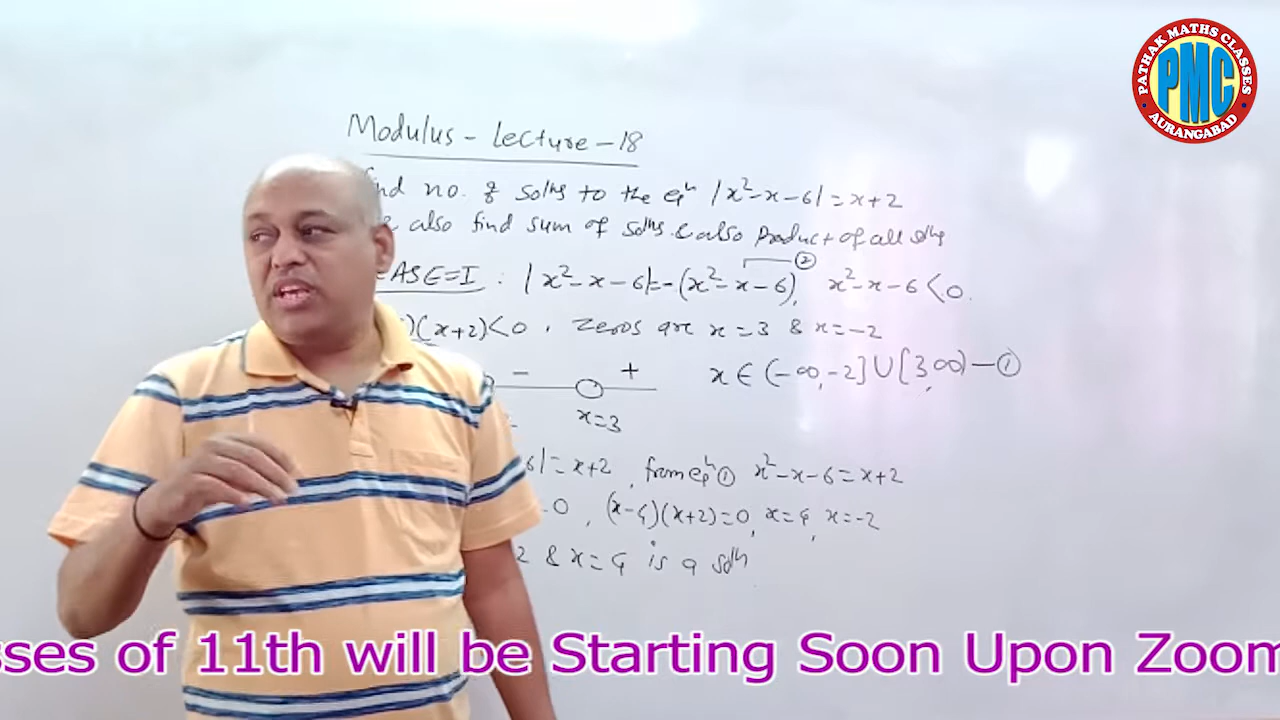 PATHAK MATHS CLASSES
PMC
AURANGABAD
Modulus - Lecture - 18
find no. of solns to the eqn |x²-x-6| = x+2
also find sum of solns & also Product of all solns
CASE=I : |x²-x-6| = -(x²-x-6), x²-x-6 < 0. ②
)(x+2) < 0, Zeros are x=3 & x=-2
- + x ∈ (-∞,-2] ∪ [3,∞) — ①
x=3
6| = x+2, from eqn ① x²-x-6 = x+2
0, (x-4)(x+2)=0, x=4, x=-2
2 & x=4 is a soln
sses of 11th will be Starting Soon Upon Zoom